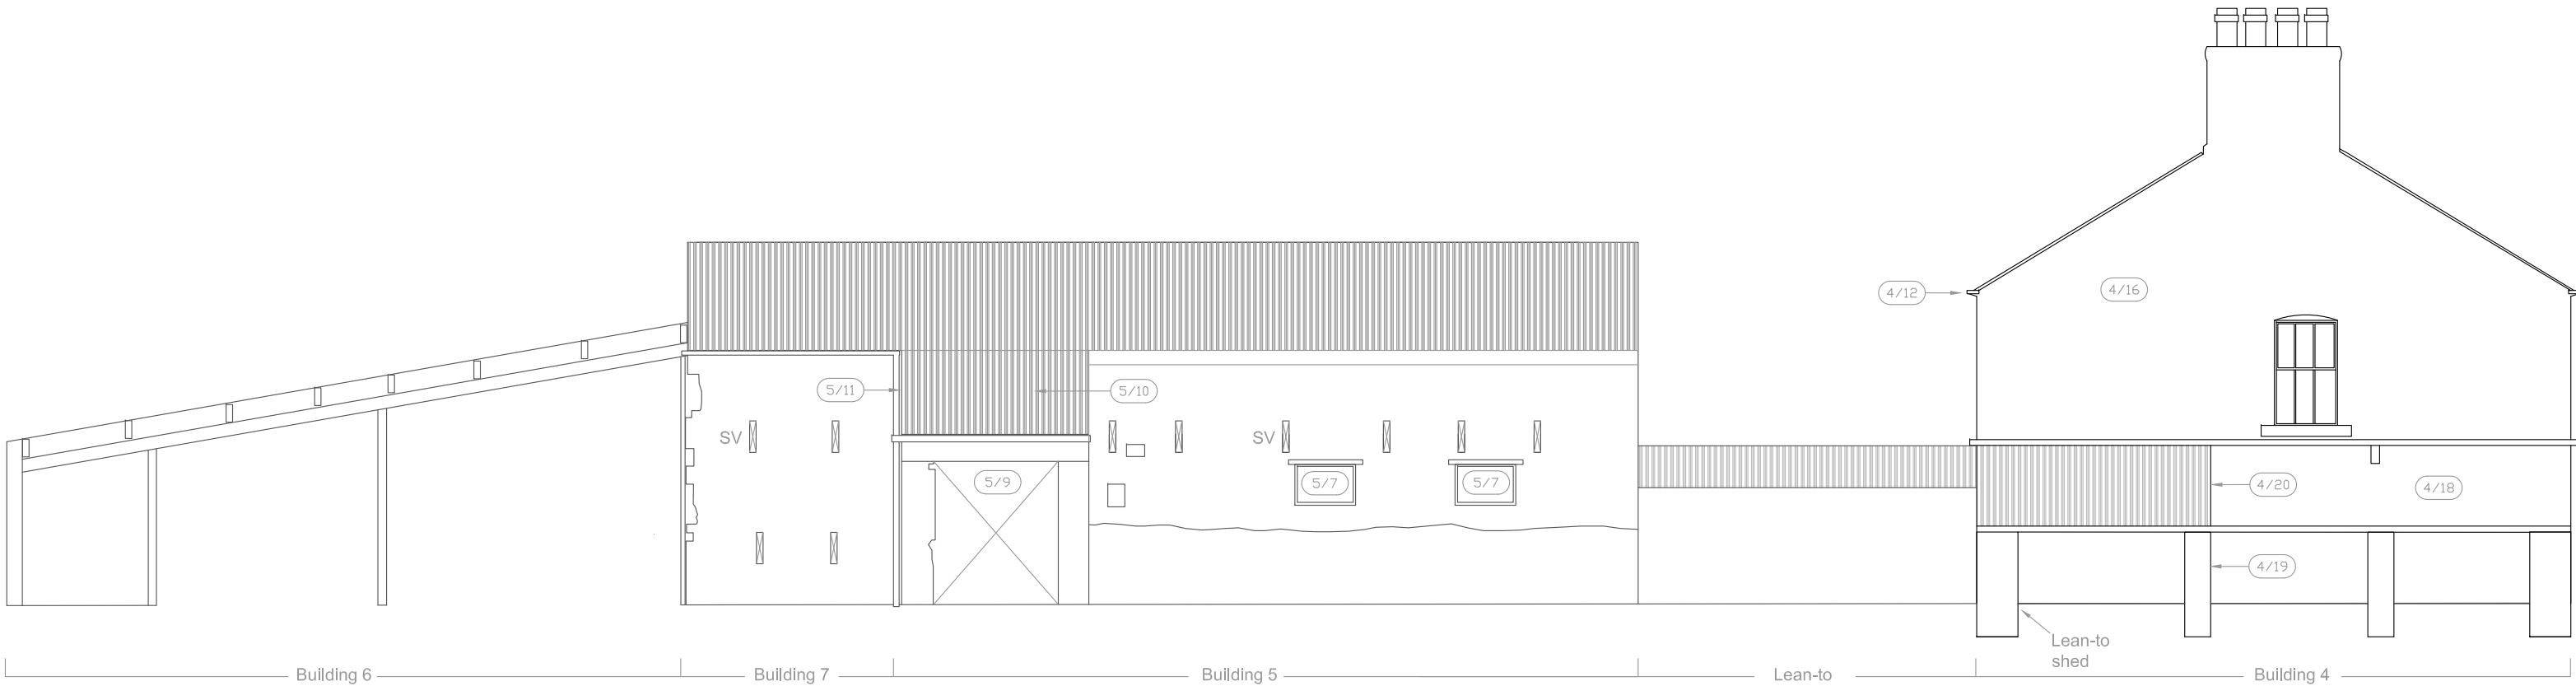 4/12
4/16
5/11
5/10
SV
SV
5/9
5/7
5/7
4/20
4/18
4/19
Lean-to
shed
Building 6
Building 7
Building 5
Lean-to
Building 4